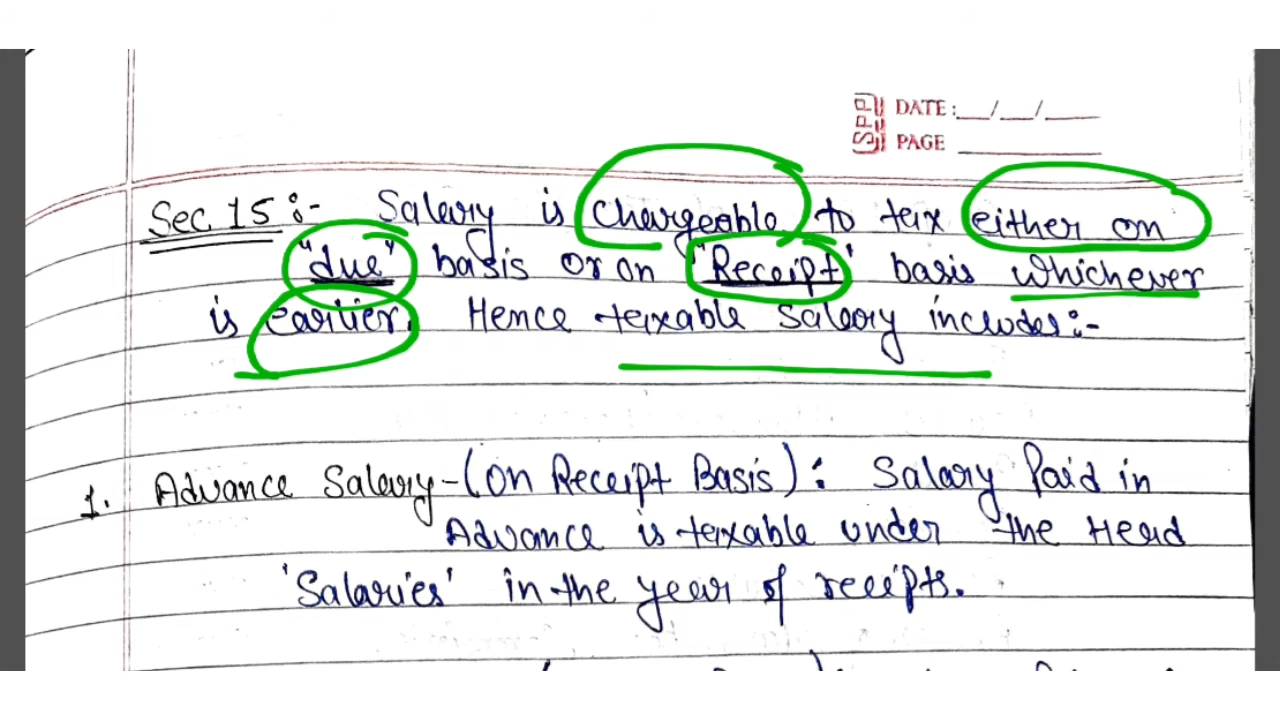 SPP DATE:__/__/____
PAGE ________
Sec 15:- Salary is chargeable to tax either on
"due" basis or on "Receipt" basis whichever
is earlier. Hence taxable salary includes:-
1. Advance Salary-(on Receipt Basis): Salary Paid in
Advance is taxable under the Head
'Salaries' in the year of receipts.